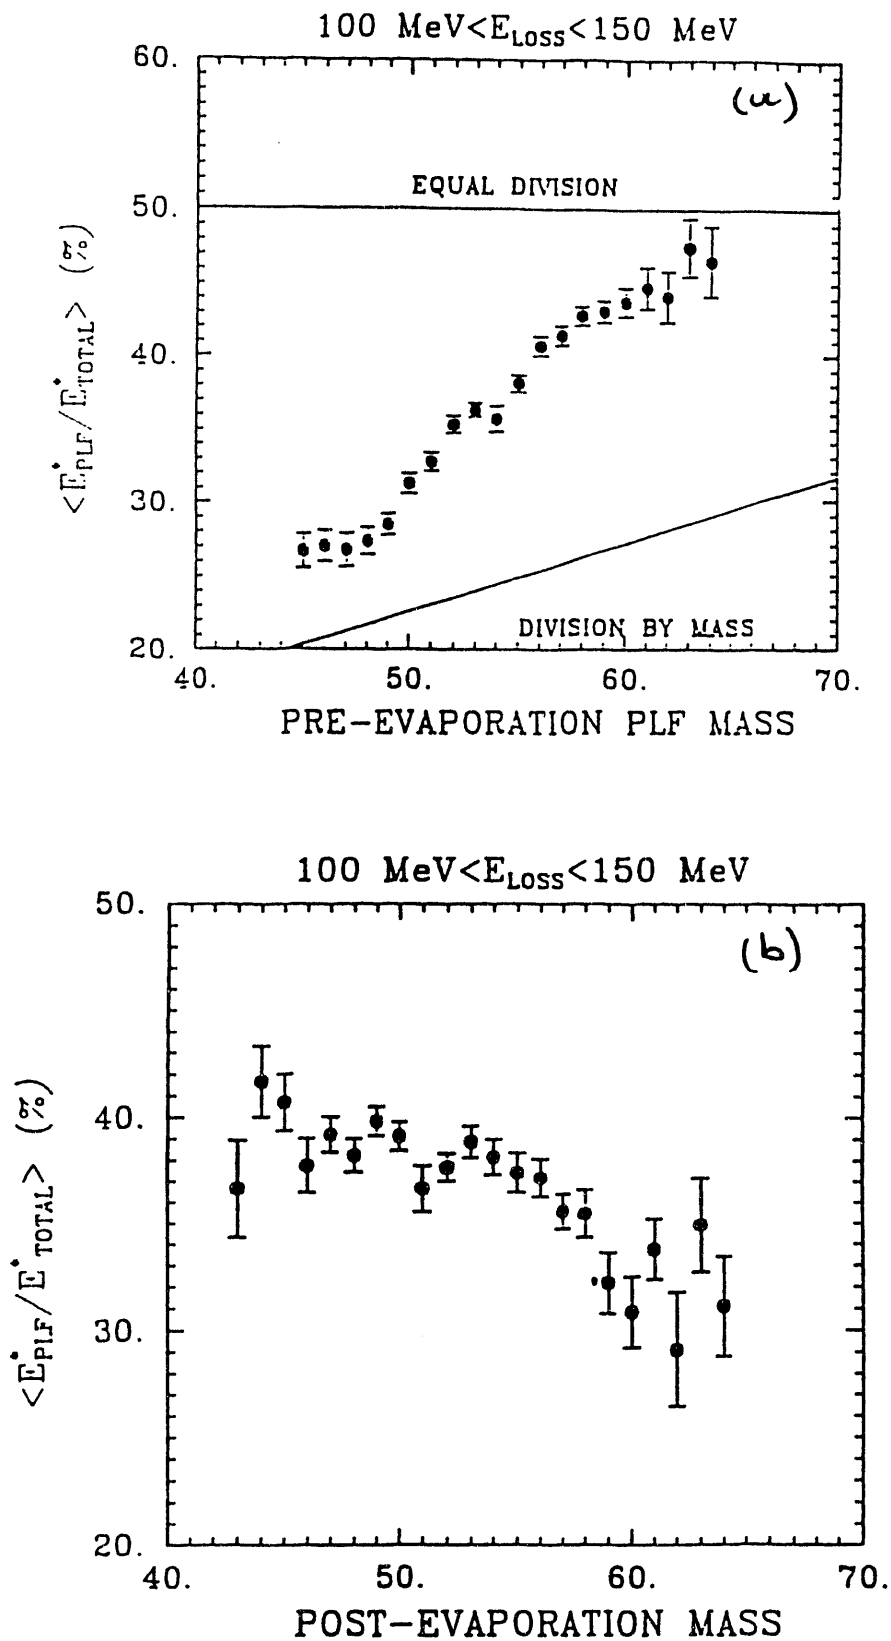 100 MeV<E_LOSS<150 MeV
(a)
60.
50.
40.
30.
20.
EQUAL DIVISION
DIVISION BY MASS
<E*PLF/E*TOTAL> (%)
40. 50. 60. 70.
PRE-EVAPORATION PLF MASS
100 MeV<E_LOSS<150 MeV
(b)
50.
40.
30.
20.
<E*PLF/E*TOTAL> (%)
40. 50. 60. 70.
POST-EVAPORATION MASS